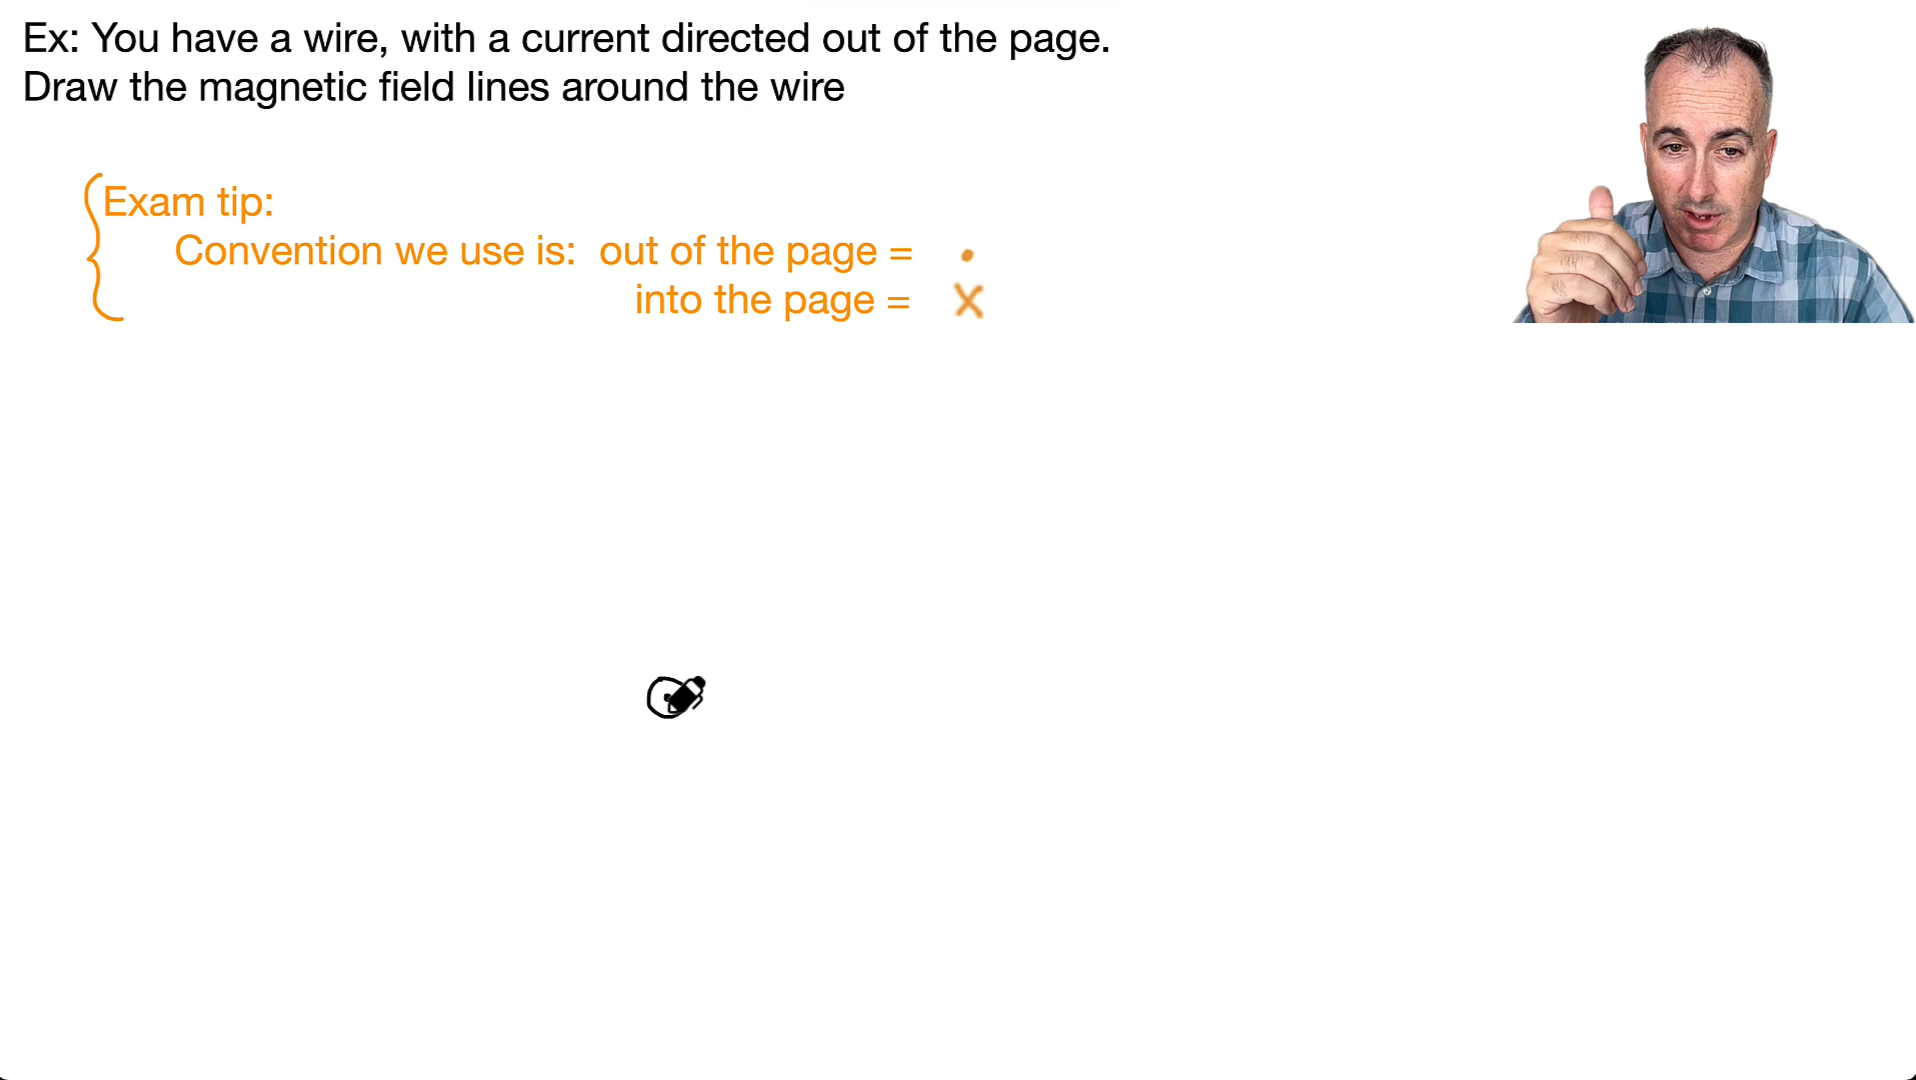 Ex: You have a wire, with a current directed out of the page.
Draw the magnetic field lines around the wire
Exam tip:
Convention we use is: out of the page = •
into the page = X